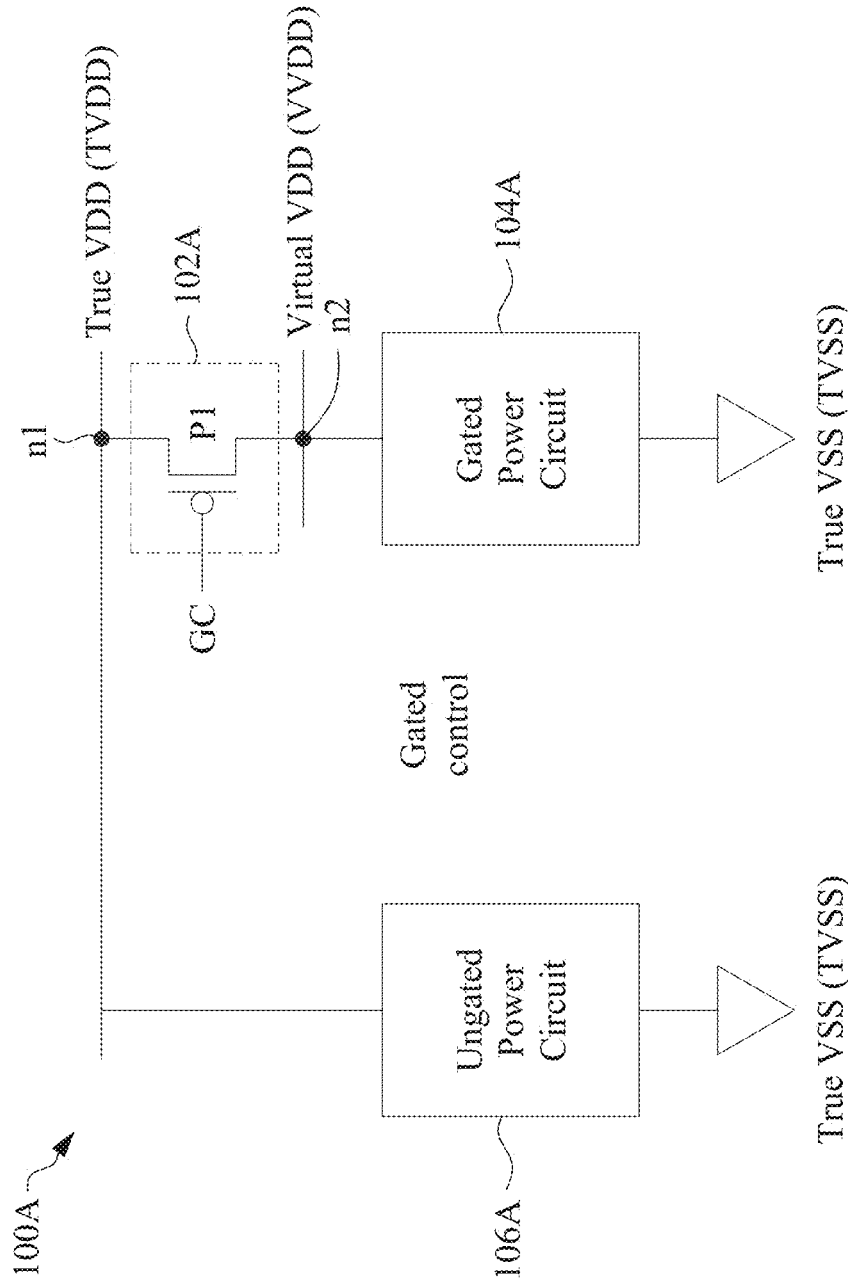 100A
n1
True VDD (TVDD)
102A
P1
GC
Virtual VDD (VVDD)
n2
Gated
control
Ungated
Power
Circuit
106A
Gated
Power
Circuit
104A
True VSS (TVSS)
True VSS (TVSS)